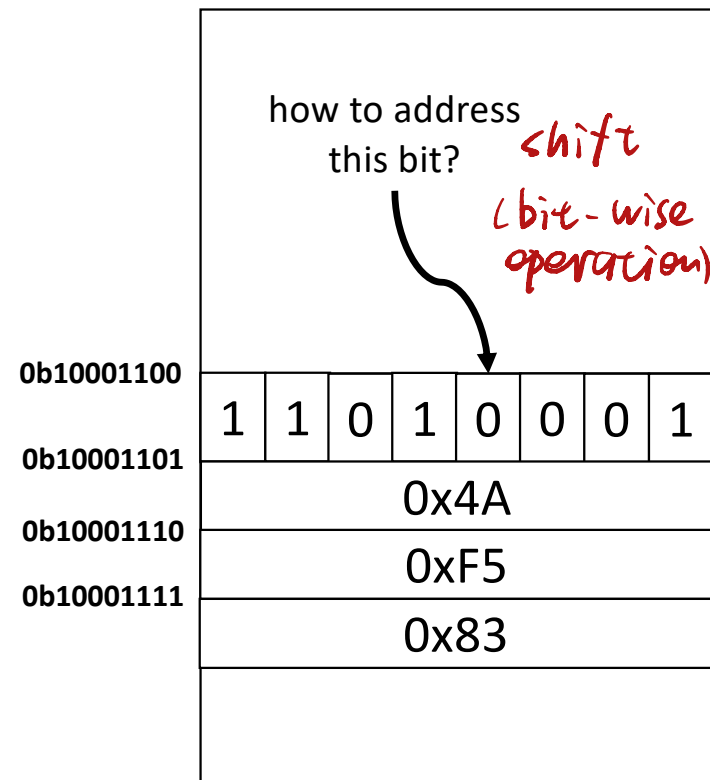 how to address
this bit?
shift
(bit-wise
operation)
0b10001100
1 1 0 1 0 0 0 1
0b10001101
0x4A
0b10001110
0xF5
0b10001111
0x83